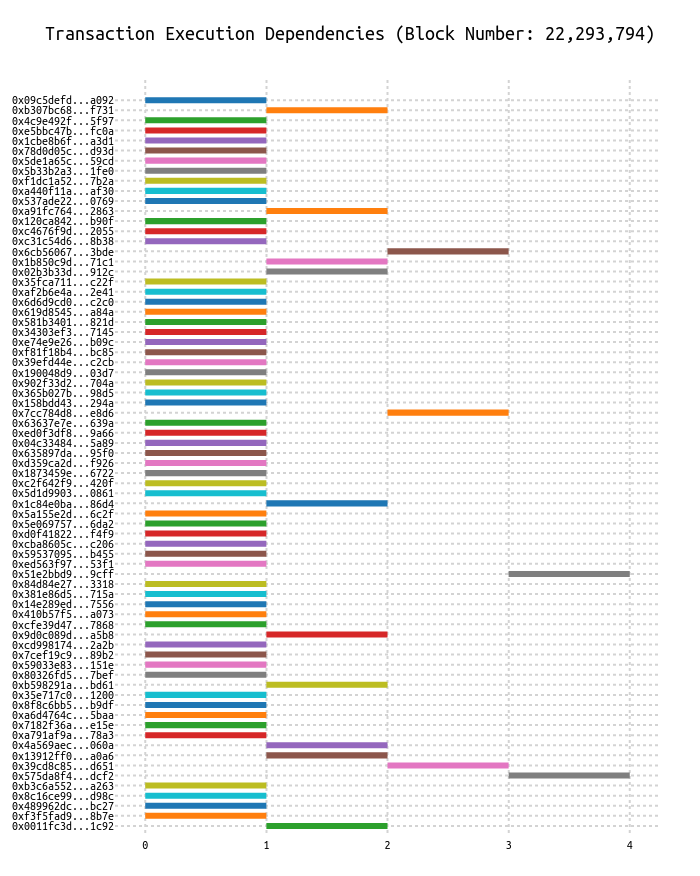 Transaction Execution Dependencies (Block Number: 22,293,794)
0x09c5defd...a092
0xb307bc68...f731
0x4c9e492f...5f97
0xe5bbc47b...fc0a
0x1cbe8b6f...a3d1
0x78d0d05c...d93d
0x5de1a65c...59cd
0x5b33b2a3...1fe0
0xf1dc1a52...7b2a
0xa440f11a...af30
0x537ade22...0769
0xa91fc764...2863
0x120ca842...b90f
0xc4676f9d...2055
0xc31c54d6...8b38
0x6cb56067...3bde
0x1b850c9d...71c1
0x02b3b33d...912c
0x35fca711...c22f
0xaf2b6e4a...2e41
0x6d6d9cd0...c2c0
0x619d8545...a84a
0x581b3401...821d
0x34303ef3...7145
0xe74e9e26...b09c
0xf81f18b4...bc85
0x39efd44e...c2cb
0x190048d9...03d7
0x902f33d2...704a
0x365b027b...98d5
0x158bdd43...294a
0x7cc784d8...e8d6
0x63637e7e...639a
0xed0f3df8...9a66
0x04c33484...5a89
0x635897da...95f0
0xd359ca2d...f926
0x1873459e...6722
0xc2f642f9...420f
0x5d1d9903...0861
0x1c84e0ba...86d4
0x5a155e2d...6c2f
0x5e069757...6da2
0xd0f41822...f4f9
0xcba8605c...c206
0x59537095...b455
0xed563f97...53f1
0x51e2bbd9...9cff
0x84d84e27...3318
0x381e86d5...715a
0x14e289ed...7556
0x410b57f5...a073
0xcfe39d47...7868
0x9d0c089d...a5b8
0xcd998174...2a2b
0x7cef19c9...89b2
0x59033e83...151e
0x80326fd5...7bef
0xb598291a...bd61
0x35e717c0...1200
0x8f8c6bb5...b9df
0xa6d4764c...5baa
0x7182f36a...e15e
0xa791af9a...78a3
0x4a569aec...060a
0x13912ff0...a0a6
0x39cd8c85...d651
0x575da8f4...dcf2
0xb3c6a552...a263
0x8c16ce99...d98c
0x489962dc...bc27
0xf3f5fad9...8b7e
0x0011fc3d...1c92
0 1 2 3 4